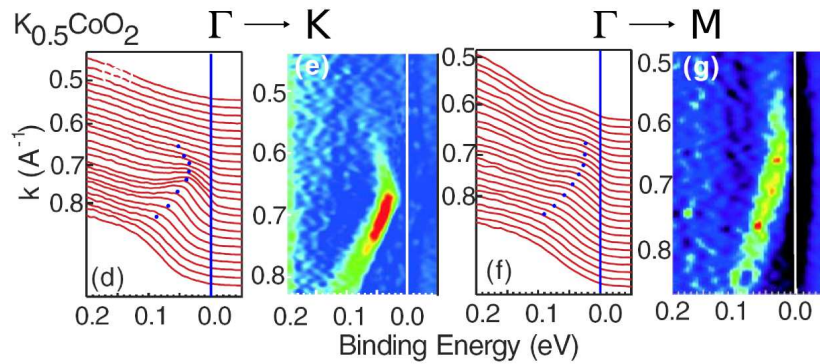 K0.5CoO2 Γ → K Γ → M
(e) (g)
0.5 0.5 0.5 0.5
0.6 0.6 0.6 0.6
0.7 0.7 0.7 0.7
0.8 0.8 0.8 0.8
k (A-1)
(d) (f)
0.2 0.1 0.0 0.2 0.1 0.0 0.2 0.1 0.0 0.2 0.1 0.0
Binding Energy (eV)